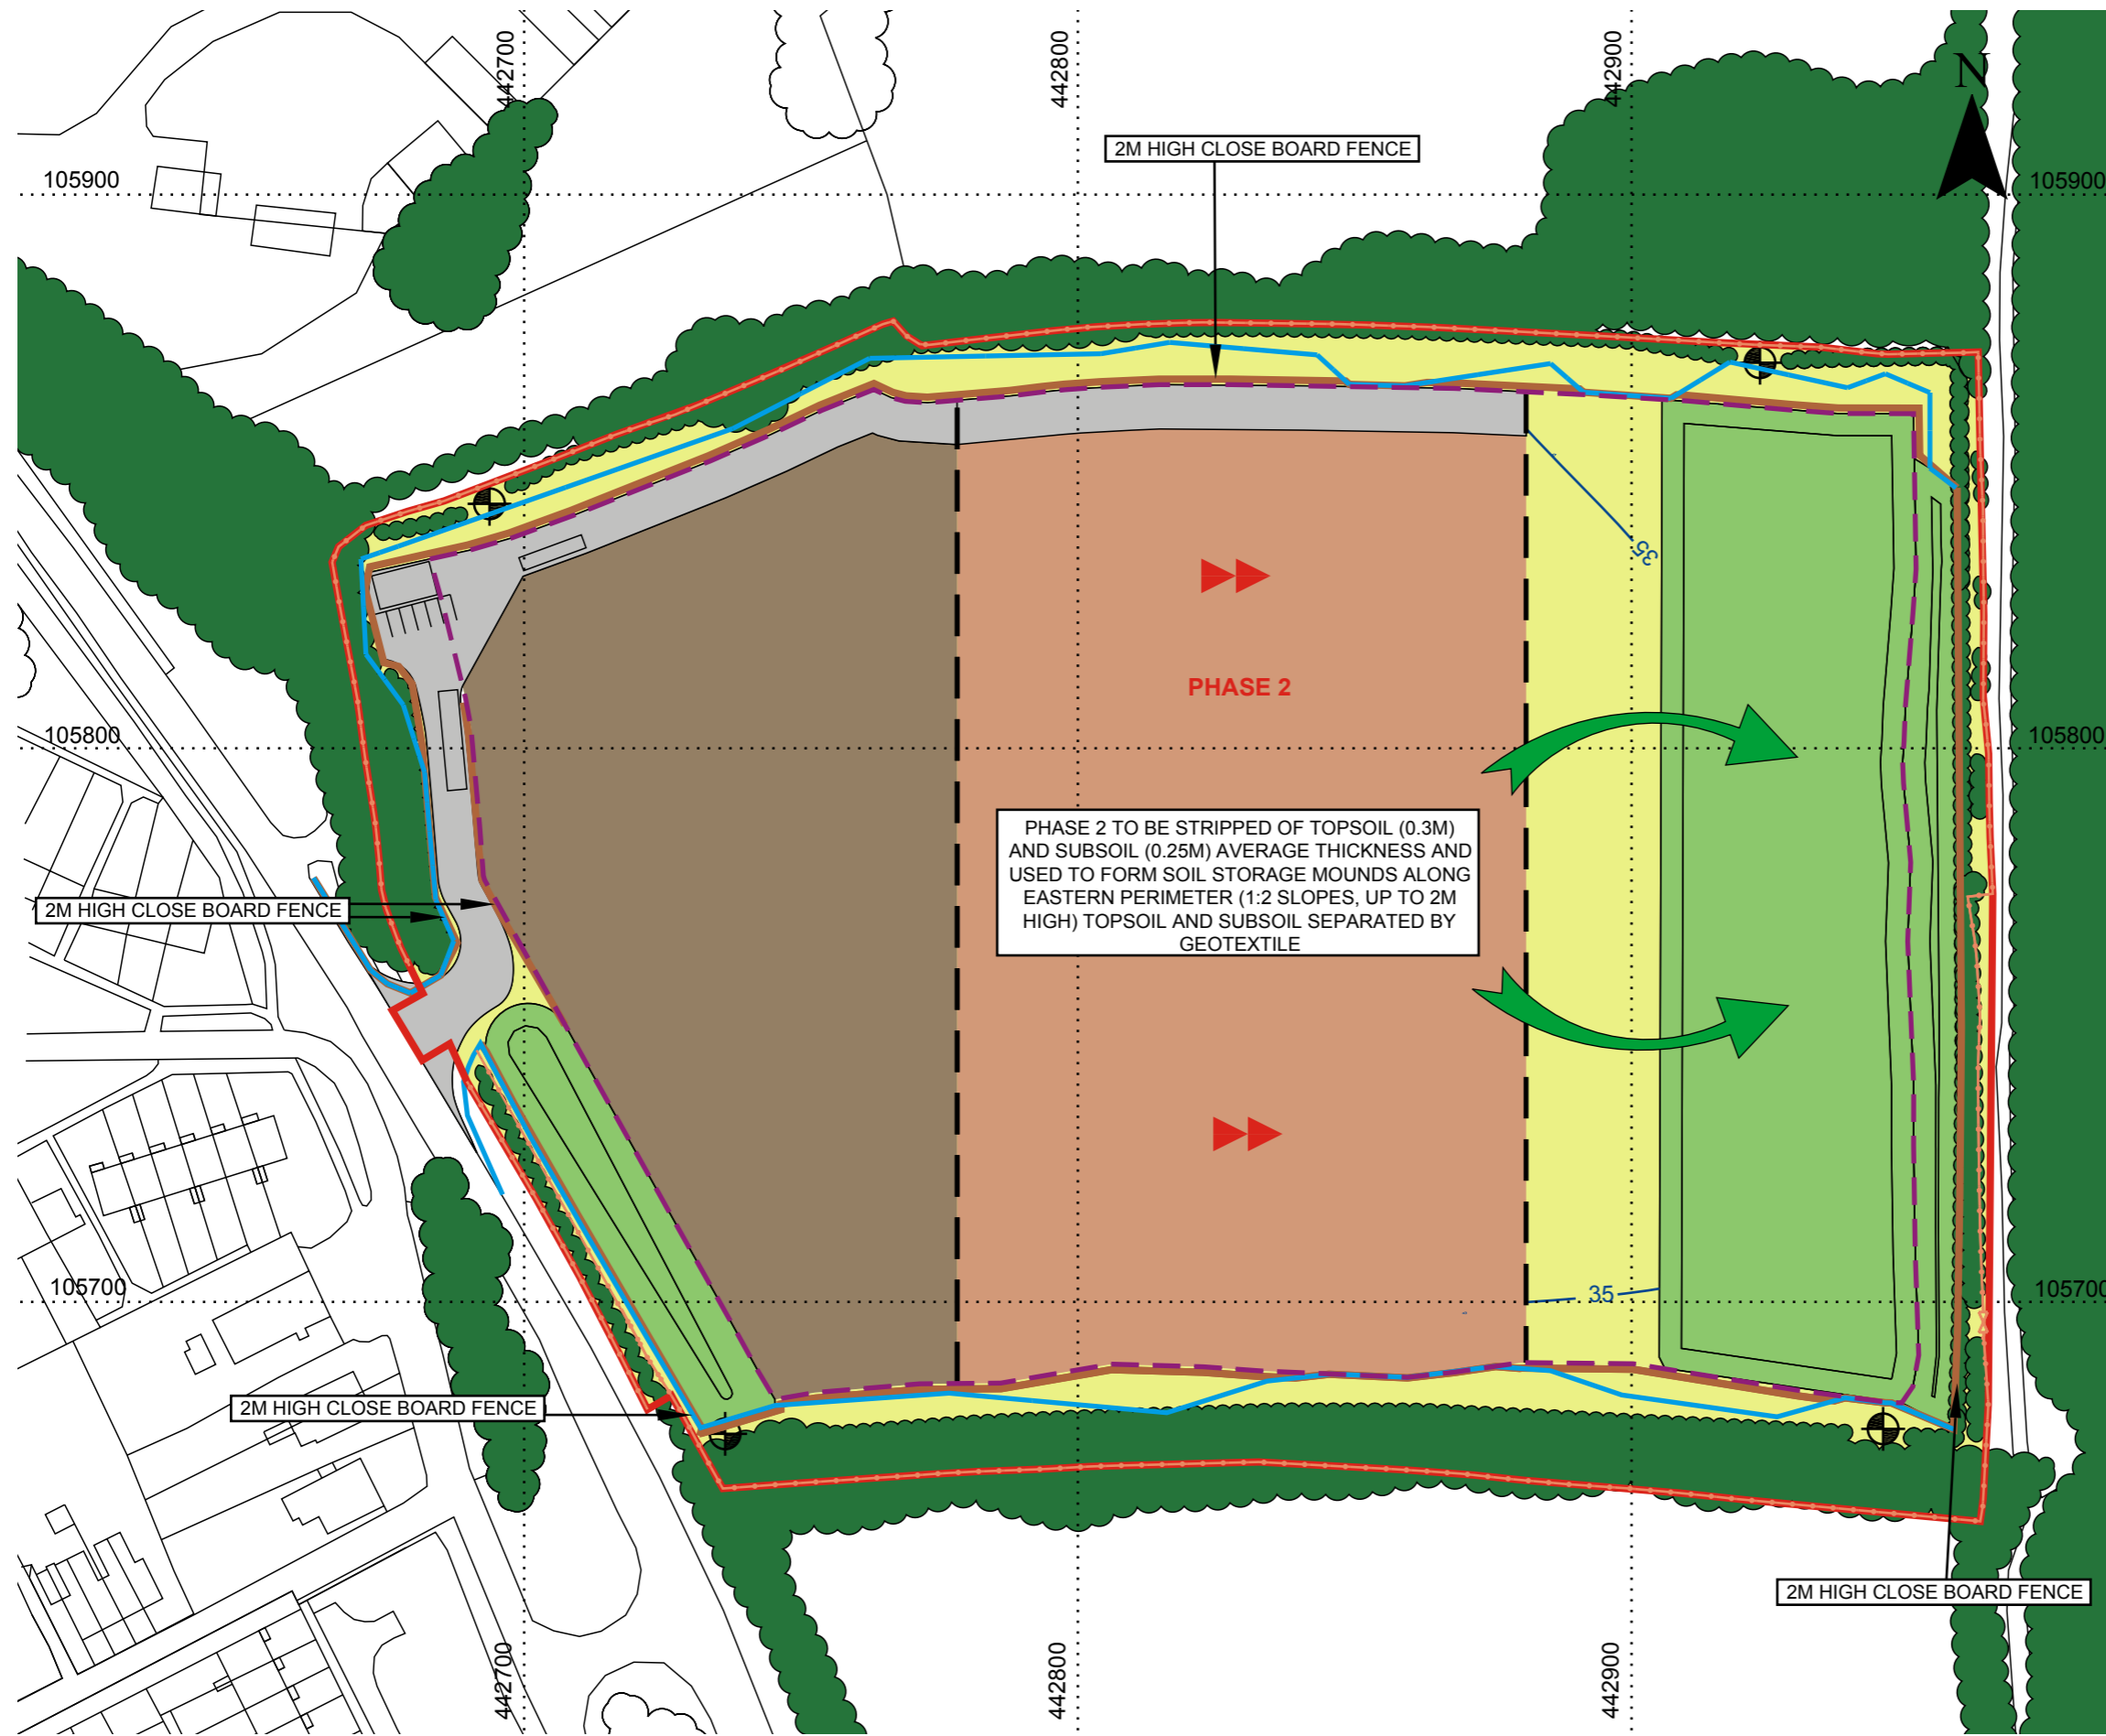 442700
442800
442900
N
2M HIGH CLOSE BOARD FENCE
105900
105900
35
PHASE 2
105800
105800
PHASE 2 TO BE STRIPPED OF TOPSOIL (0.3M)
AND SUBSOIL (0.25M) AVERAGE THICKNESS AND
USED TO FORM SOIL STORAGE MOUNDS ALONG
EASTERN PERIMETER (1:2 SLOPES, UP TO 2M
HIGH) TOPSOIL AND SUBSOIL SEPARATED BY
GEOTEXTILE
2M HIGH CLOSE BOARD FENCE
105700
35
105700
2M HIGH CLOSE BOARD FENCE
2M HIGH CLOSE BOARD FENCE
442700
442800
442900